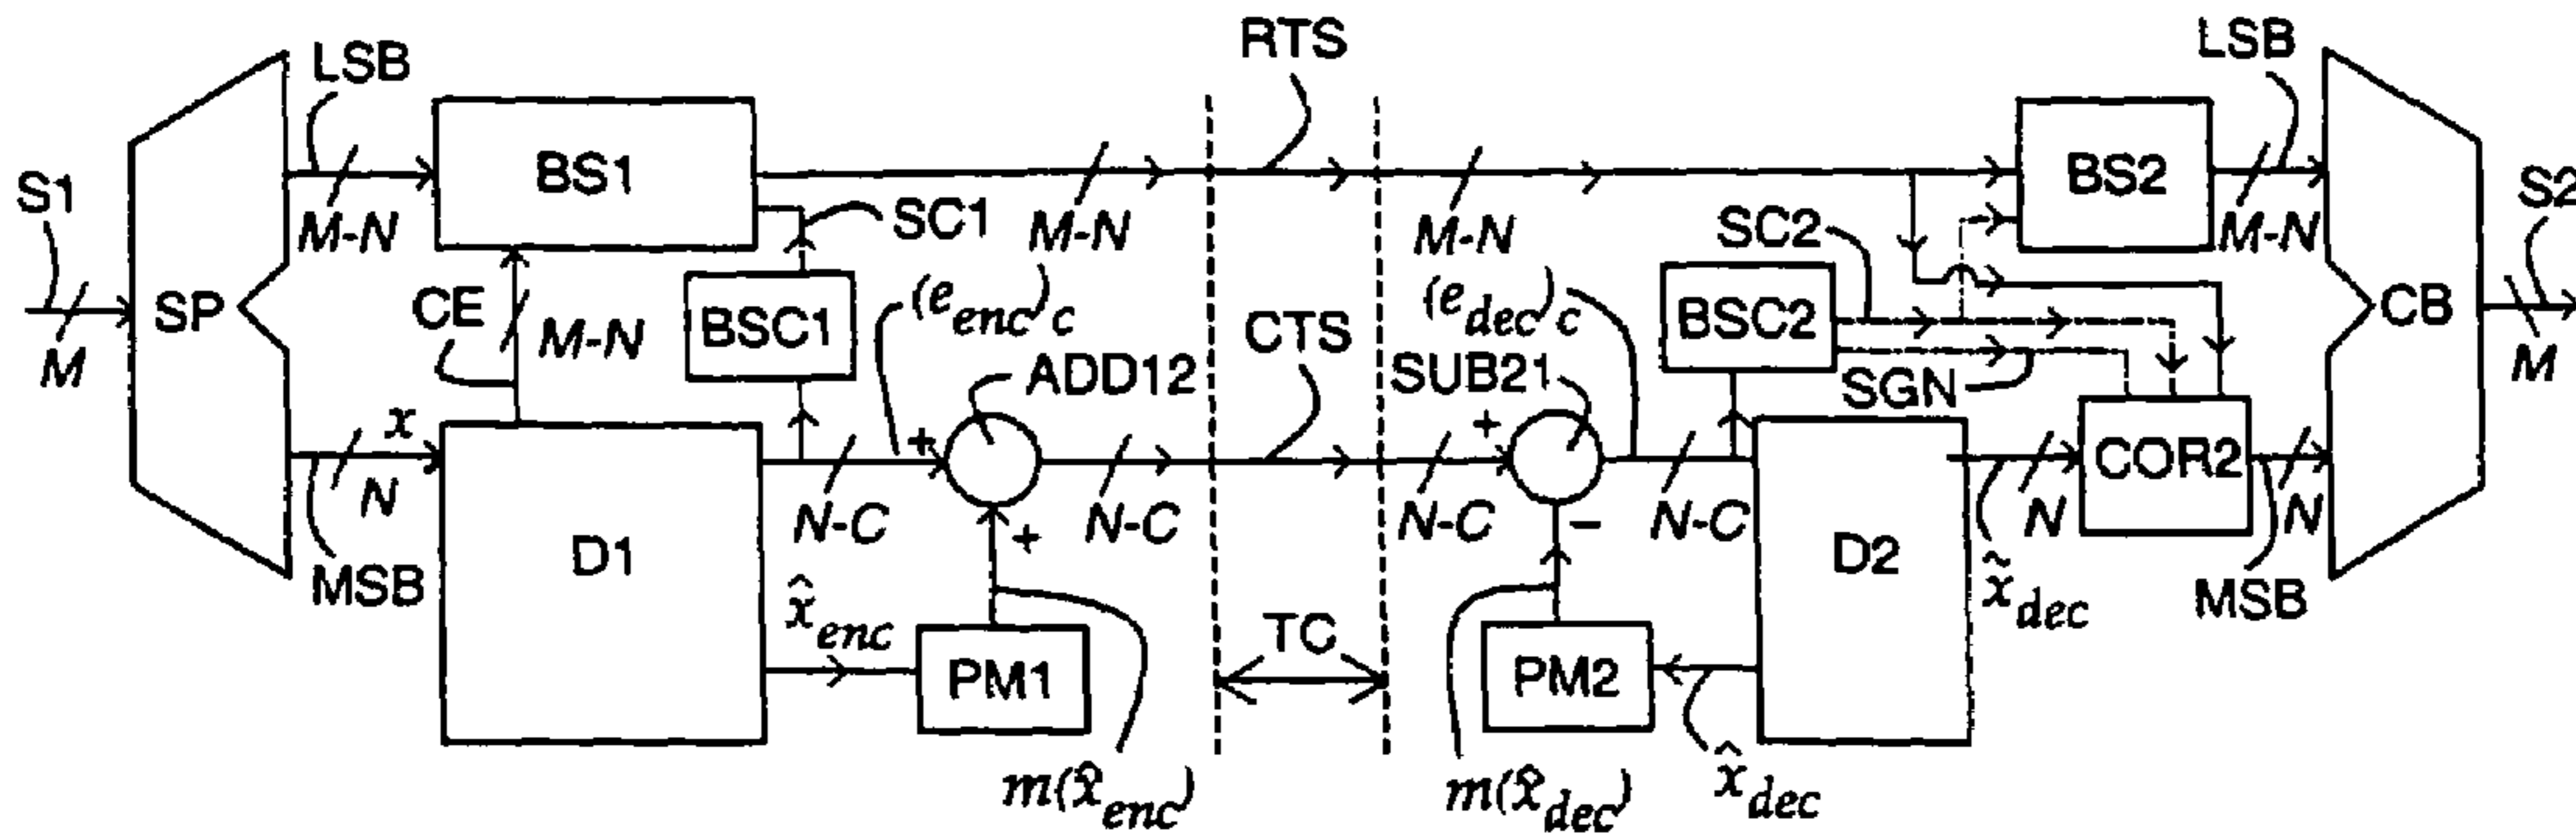 RTS
LSB
LSB
S1
BS1
BS2
S2
M-N
SC1
M-N
M-N
SC2
M-N
SP
CE
M-N
BSC1
(e_enc)_c
CTS
(e_dec)_c
BSC2
CB
M
ADD12
SUB21
SGN
M
x
+
+
COR2
N
N-C
N-C
N-C
N-C
N
N
MSB
D1
+
−
D2
x̃_dec
MSB
x̂_enc
PM1
TC
PM2
m(x̂_enc)
m(x̂_dec)
x̂_dec